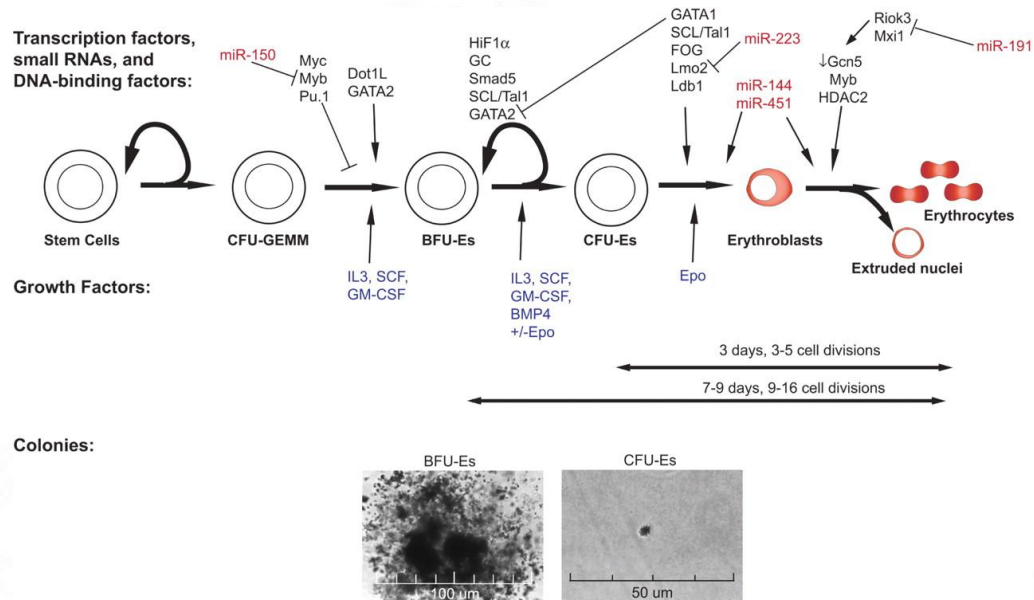 Transcription factors,
small RNAs, and
DNA-binding factors:
miR-150
Myc
Myb
Pu.1
Dot1L
GATA2
HiF1α
GC
Smad5
SCL/Tal1
GATA2
GATA1
SCL/Tal1
FOG
Lmo2
Ldb1
miR-223
miR-144
miR-451
Riok3
Mxi1
miR-191
↓Gcn5
Myb
HDAC2
Stem Cells
CFU-GEMM
BFU-Es
CFU-Es
Erythroblasts
Erythrocytes
Extruded nuclei
Growth Factors:
IL3, SCF,
GM-CSF
IL3, SCF,
GM-CSF,
BMP4
+/-Epo
Epo
3 days, 3-5 cell divisions
7-9 days, 9-16 cell divisions
Colonies:
BFU-Es
CFU-Es
100 um
50 um